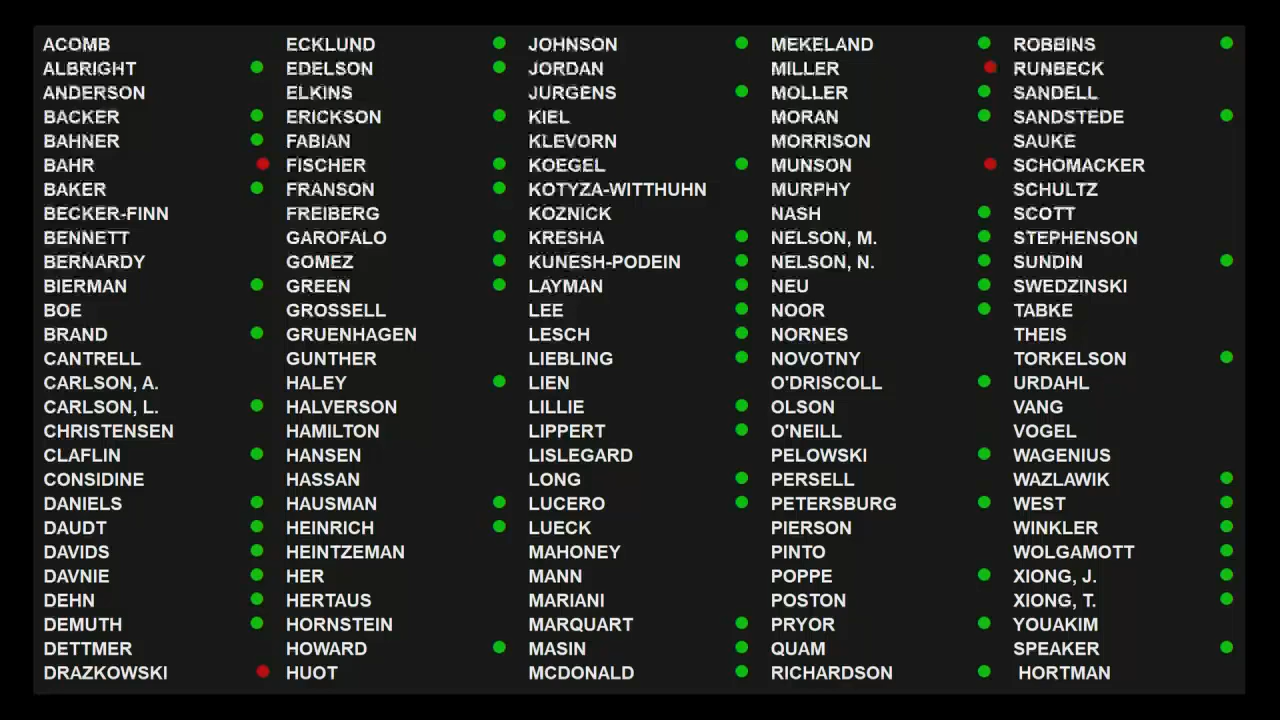 ACOMB
ALBRIGHT
ANDERSON
BACKER
BAHNER
BAHR
BAKER
BECKER-FINN
BENNETT
BERNARDY
BIERMAN
BOE
BRAND
CANTRELL
CARLSON, A.
CARLSON, L.
CHRISTENSEN
CLAFLIN
CONSIDINE
DANIELS
DAUDT
DAVIDS
DAVNIE
DEHN
DEMUTH
DETTMER
DRAZKOWSKI
ECKLUND
EDELSON
ELKINS
ERICKSON
FABIAN
FISCHER
FRANSON
FREIBERG
GAROFALO
GOMEZ
GREEN
GROSSELL
GRUENHAGEN
GUNTHER
HALEY
HALVERSON
HAMILTON
HANSEN
HASSAN
HAUSMAN
HEINRICH
HEINTZEMAN
HER
HERTAUS
HORNSTEIN
HOWARD
HUOT
JOHNSON
JORDAN
JURGENS
KIEL
KLEVORN
KOEGEL
KOTYZA-WITTHUHN
KOZNICK
KRESHA
KUNESH-PODEIN
LAYMAN
LEE
LESCH
LIEBLING
LIEN
LILLIE
LIPPERT
LISLEGARD
LONG
LUCERO
LUECK
MAHONEY
MANN
MARIANI
MARQUART
MASIN
MCDONALD
MEKELAND
MILLER
MOLLER
MORAN
MORRISON
MUNSON
MURPHY
NASH
NELSON, M.
NELSON, N.
NEU
NOOR
NORNES
NOVOTNY
O'DRISCOLL
OLSON
O'NEILL
PELOWSKI
PERSELL
PETERSBURG
PIERSON
PINTO
POPPE
POSTON
PRYOR
QUAM
RICHARDSON
ROBBINS
RUNBECK
SANDELL
SANDSTEDE
SAUKE
SCHOMACKER
SCHULTZ
SCOTT
STEPHENSON
SUNDIN
SWEDZINSKI
TABKE
THEIS
TORKELSON
URDAHL
VANG
VOGEL
WAGENIUS
WAZLAWIK
WEST
WINKLER
WOLGAMOTT
XIONG, J.
XIONG, T.
YOUAKIM
SPEAKER
HORTMAN